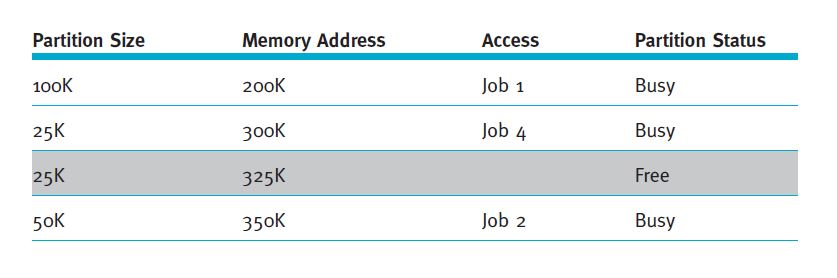 Partition Size Memory Address Access Partition Status
100K 200K Job 1 Busy
25K 300K Job 4 Busy
25K 325K Free
50K 350K Job 2 Busy